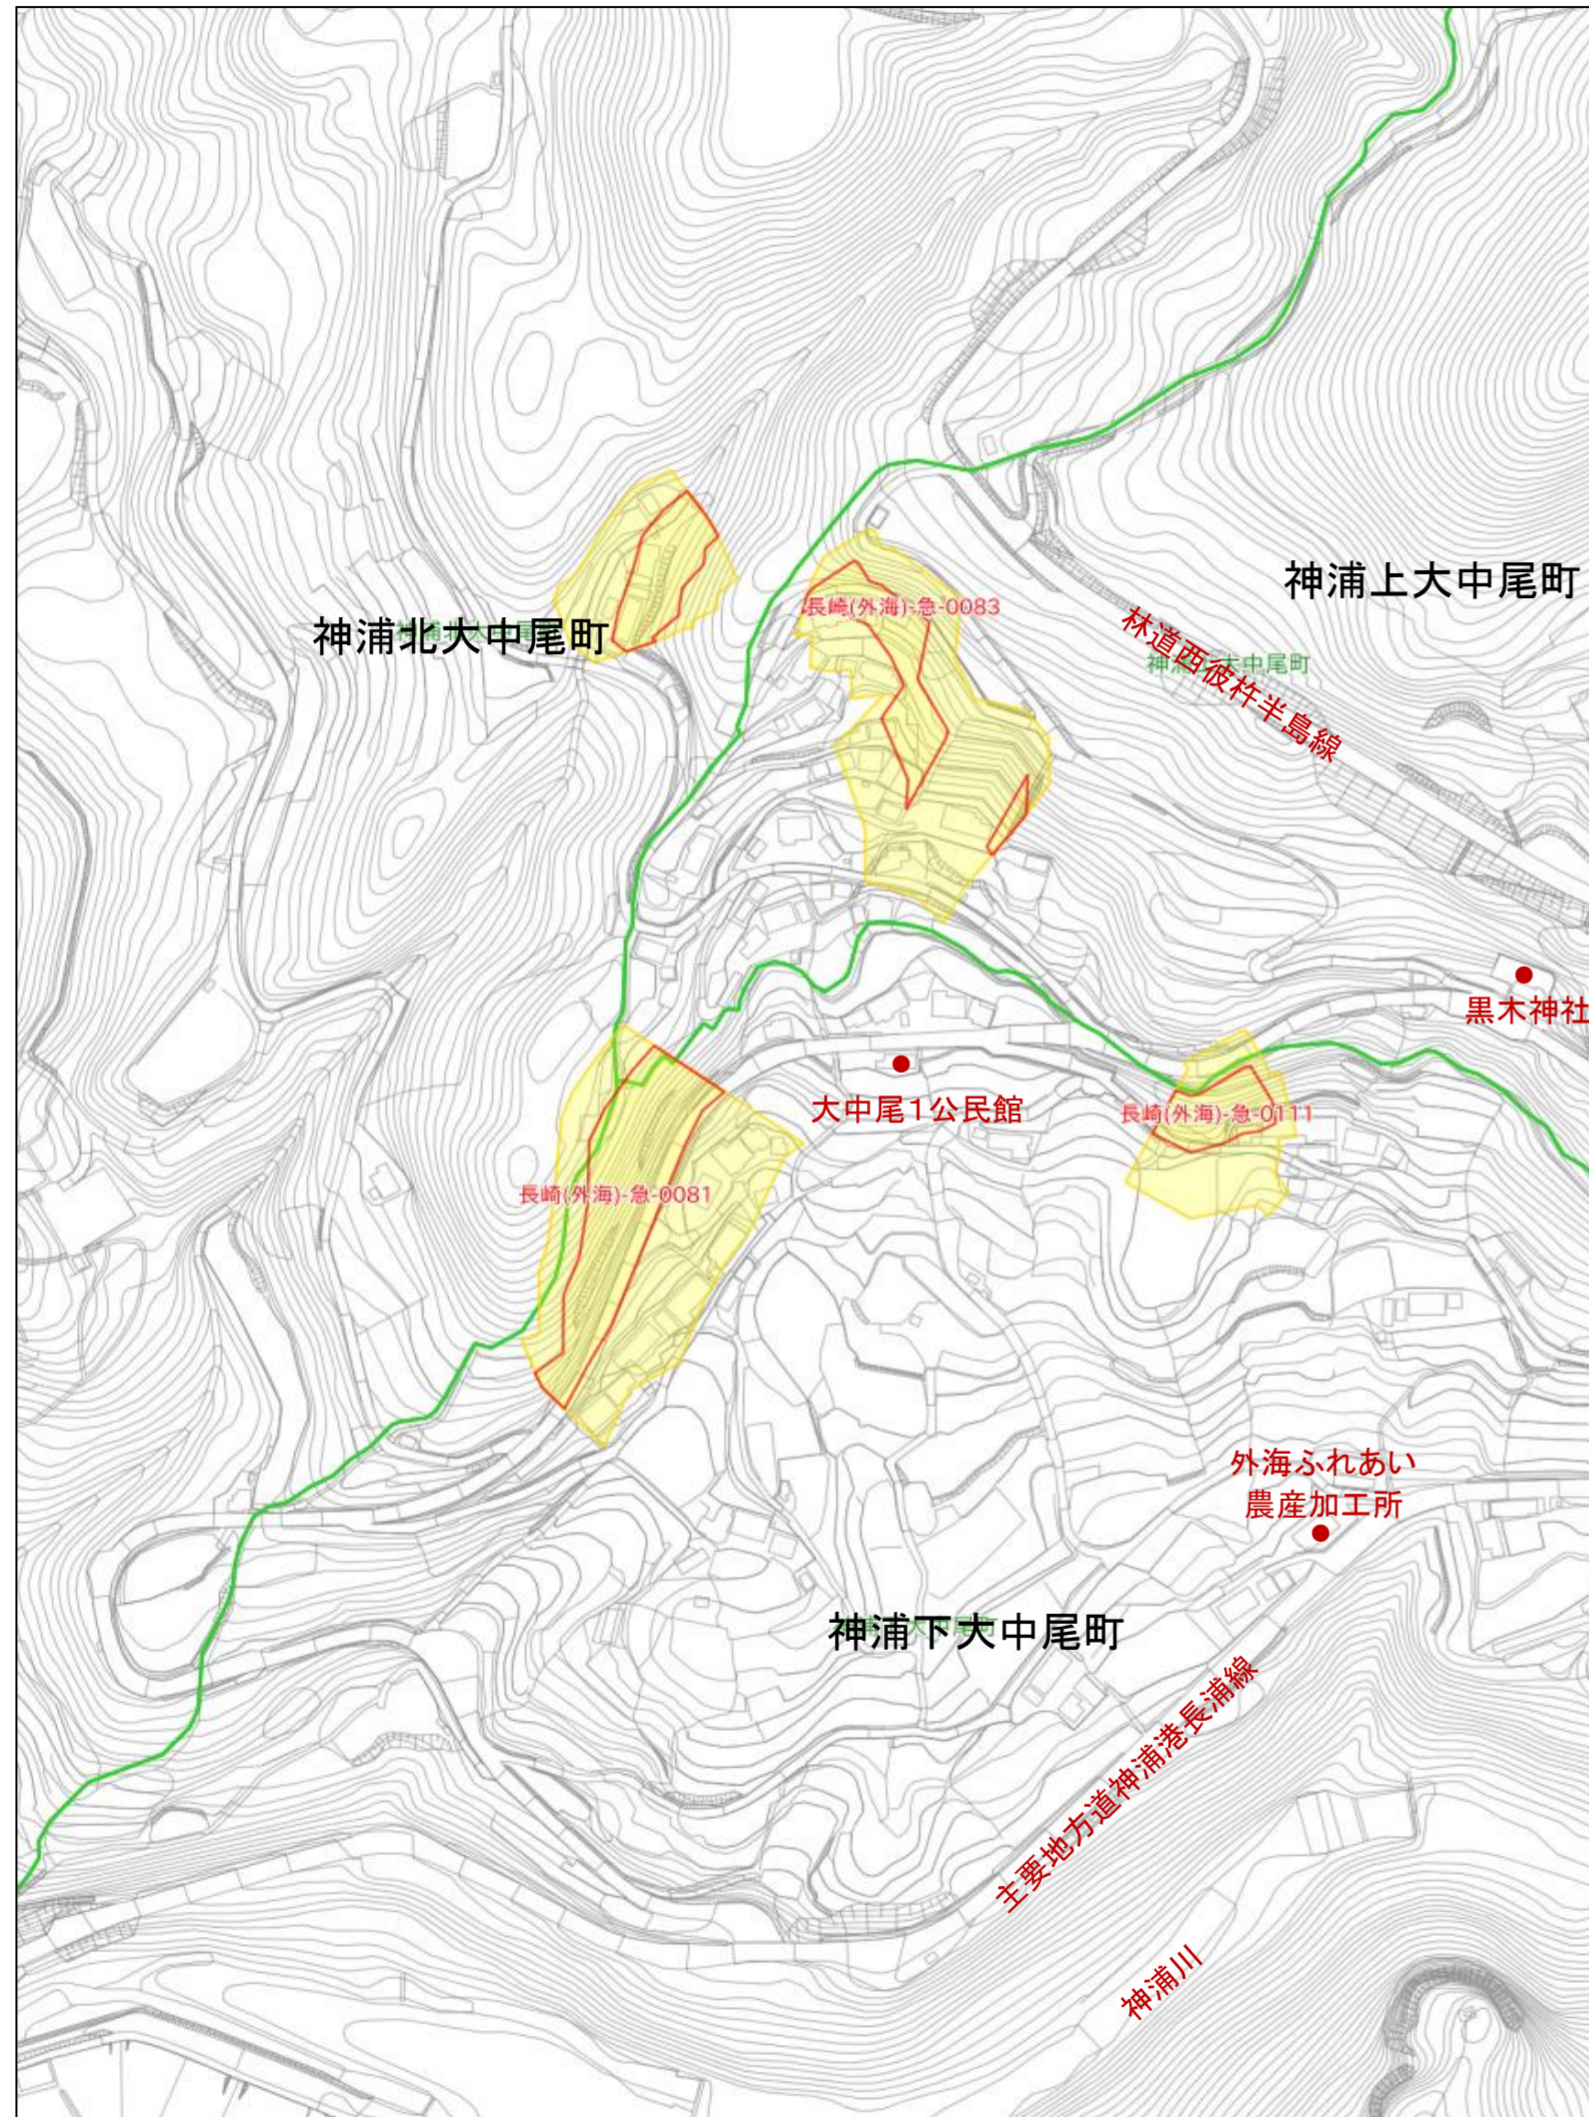 神浦上大中尾町
長崎(外海)-急-0083
林道西彼杵半島線
神浦北大中尾町
黒木神社
大中尾1公民館
長崎(外海)-急-0111
長崎(外海)-急-0081
外海ふれあい
農産加工所
神浦下大中尾町
主要地方道神浦港長浦線
神浦川